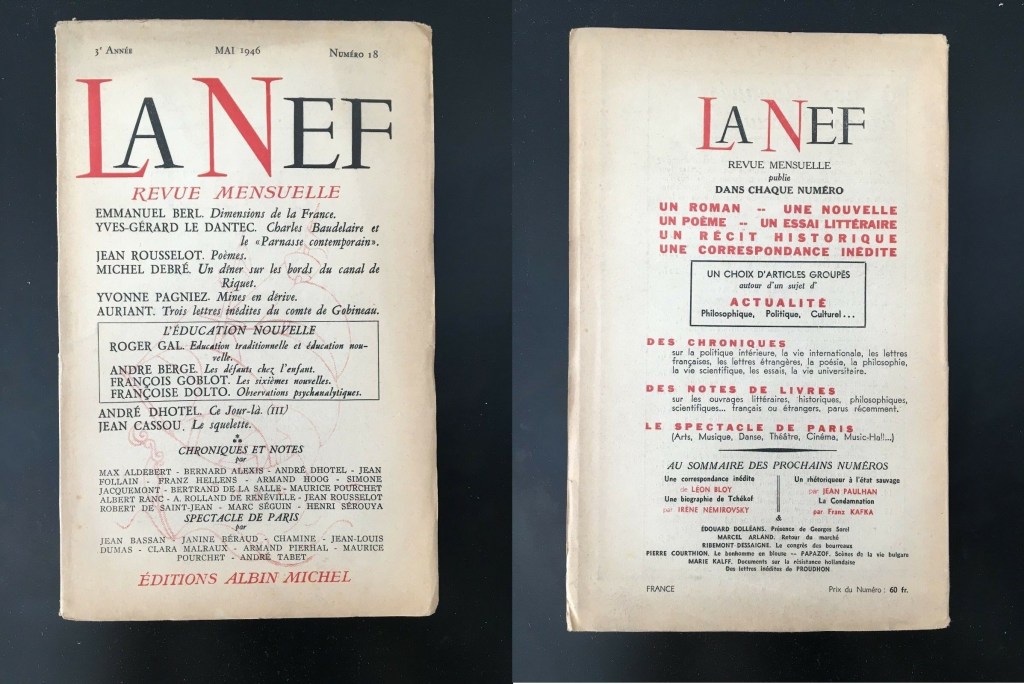 3e ANNÉE MAI 1946 NUMÉRO 18
LA NEF
REVUE MENSUELLE
EMMANUEL BERL. Dimensions de la France.
YVES-GÉRARD LE DANTEC. Charles Baudelaire et
le «Parnasse contemporain».
JEAN ROUSSELOT. Poèmes.
MICHEL DEBRÉ. Un dîner sur les bords du canal de
Riquet.
YVONNE PAGNIEZ. Mines en dérive.
AURIANT. Trois lettres inédites du comte de Gobineau.
L'ÉDUCATION NOUVELLE
ROGER GAL. Education traditionnelle et éducation nou-
velle.
ANDRE BERGE. Les défauts chez l'enfant.
FRANÇOIS GOBLOT. Les sixièmes nouvelles.
FRANÇOISE DOLTO. Observations psychanalytiques.
ANDRÉ DHOTEL. Ce Jour-là. (III)
JEAN CASSOU. Le squelette.
CHRONIQUES ET NOTES
par
MAX ALDEBERT - BERNARD ALEXIS - ANDRÉ DHOTEL - JEAN
FOLLAIN - FRANZ HELLENS - ARMAND HOOG - SIMONE
JACQUEMONT - BERTRAND DE LA SALLE - MAURICE POURCHET
ALBERT RANC - A. ROLLAND DE RENÉVILLE - JEAN ROUSSELOT
ROBERT DE SAINT-JEAN - MARC SÉGUIN - HENRI SÉROUYA
SPECTACLE DE PARIS
par
JEAN BASSAN - JANINE BÉRAUD - CHAMINE - JEAN-LOUIS
DUMAS - CLARA MALRAUX - ARMAND PIERHAL - MAURICE
POURCHET - ANDRÉ TABET
ÉDITIONS ALBIN MICHEL
LA NEF
REVUE MENSUELLE
publie
DANS CHAQUE NUMÉRO
UN ROMAN -- UNE NOUVELLE
UN POÈME -- UN ESSAI LITTÉRAIRE
UN RÉCIT HISTORIQUE
UNE CORRESPONDANCE INÉDITE
UN CHOIX D'ARTICLES GROUPÉS
autour d'un sujet d'
ACTUALITÉ
Philosophique, Politique, Culturel...
DES CHRONIQUES
sur la politique intérieure, la vie internationale, les lettres
françaises, les lettres étrangères, la poésie, la philosophie,
la vie scientifique, les essais, la vie universitaire.
DES NOTES DE LIVRES
sur les ouvrages littéraires, historiques, philosophiques,
scientifiques... français ou étrangers, parus récemment.
LE SPECTACLE DE PARIS
(Arts, Musique, Danse, Théâtre, Cinéma, Music-Hall...)
AU SOMMAIRE DES PROCHAINS NUMÉROS
Une correspondance inédite
de LÉON BLOY
Une biographie de Tchékof
par IRÈNE NÉMIROVSKY
Un rhétoriqueur à l'état sauvage
par JEAN PAULHAN
La Condamnation
par Franz KAFKA
&
ÉDOUARD DOLLÉANS. Présence de Georges Sorel
MARCEL ARLAND. Retour du marché
RIBEMONT-DESSAIGNE. Le congrès des bourreaux
PIERRE COURTHION. Le bonhomme en blouse -- PAPAZOF. Scènes de la vie bulgare
MARIE KALFF. Documents sur la résistance hollandaise
Des lettres inédites de PROUDHON
FRANCE Prix du Numéro : 60 fr.